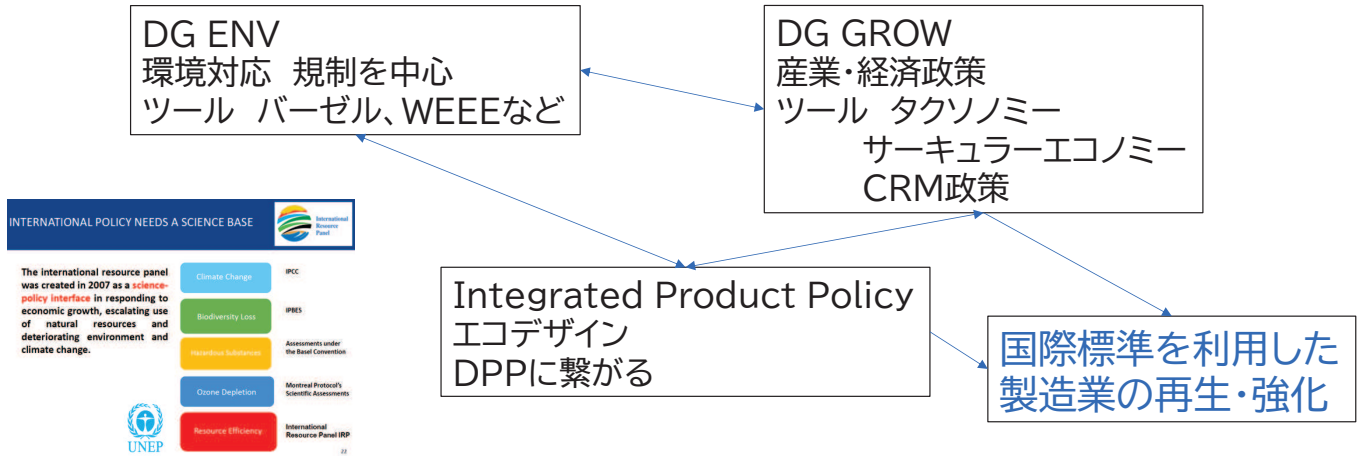 DG ENV
環境対応 規制を中心
ツール バーゼル、WEEEなど
DG GROW
産業・経済政策
ツール タクソノミー
サーキュラーエコノミー
CRM政策
INTERNATIONAL POLICY NEEDS A SCIENCE BASE
International
Resource
Panel
The international resource panel
was created in 2007 as a science-
policy interface in responding to
economic growth, escalating use
of natural resources and
deteriorating environment and
climate change.
Climate Change
IPCC
Biodiversity Loss
IPBES
Hazardous Substances
Assessments under
the Basel Convention
Ozone Depletion
Montreal Protocol's
Scientific Assessments
Resource Efficiency
International
Resource Panel IRP
UNEP
22
Integrated Product Policy
エコデザイン
DPPに繋がる
国際標準を利用した
製造業の再生・強化